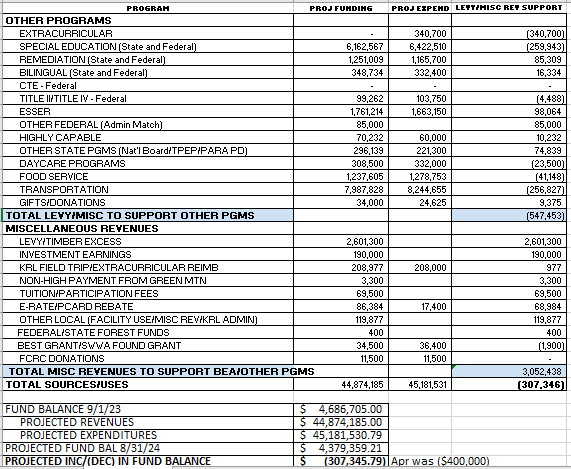 PROGRAM PROJ FUNDING PROJ EXPEND LEVY/MISC REV SUPPORT
OTHER PROGRAMS
EXTRACURRICULAR - 340,700 (340,700)
SPECIAL EDUCATION (State and Federal) 6,162,567 6,422,510 (259,943)
REMEDIATION (State and Federal) 1,251,009 1,165,700 85,309
BILINGUAL (State and Federal) 348,734 332,400 16,334
CTE - Federal - - -
TITLE II/TITLE IV - Federal 99,262 103,750 (4,488)
ESSER 1,761,214 1,663,150 98,064
OTHER FEDERAL (Admin Match) 85,000 85,000
HIGHLY CAPABLE 70,232 60,000 10,232
OTHER STATE PGMS (Nat'l Board/TPEP/PARA PD) 296,139 221,300 74,839
DAYCARE PROGRAMS 308,500 332,000 (23,500)
FOOD SERVICE 1,237,605 1,278,753 (41,148)
TRANSPORTATION 7,987,828 8,244,655 (256,827)
GIFTS/DONATIONS 34,000 24,625 9,375
TOTAL LEVY/MISC TO SUPPORT OTHER PGMS (547,453)
MISCELLANEOUS REVENUES
LEVY/TIMBER EXCESS 2,601,300 2,601,300
INVESTMENT EARNINGS 190,000 190,000
KRL FIELD TRIP/EXTRACURRICULAR REIMB 208,977 208,000 977
NON-HIGH PAYMENT FROM GREEN MTN 3,300 3,300
TUITION/PARTICIPATION FEES 69,500 69,500
E-RATE/PCARD REBATE 86,384 17,400 68,984
OTHER LOCAL (FACILITY USE/MISC REV/KRL ADMIN) 119,877 119,877
FEDERAL/STATE FOREST FUNDS 400 400
BEST GRANT/SWWA FOUND GRANT 34,500 36,400 (1,900)
FCRC DONATIONS 11,500 11,500 -
TOTAL MISC REVENUES TO SUPPORT BEA/OTHER PGMS 3,052,438
TOTAL SOURCES/USES 44,874,185 45,181,531 (307,346)
FUND BALANCE 9/1/23 $ 4,686,705.00
PROJECTED REVENUES $ 44,874,185.00
PROJECTED EXPENDITURES $ 45,181,530.79
PROJECTED FUND BAL 8/31/24 $ 4,379,359.21
PROJECTED INC/(DEC) IN FUND BALANCE $ (307,345.79) Apr was ($400,000)